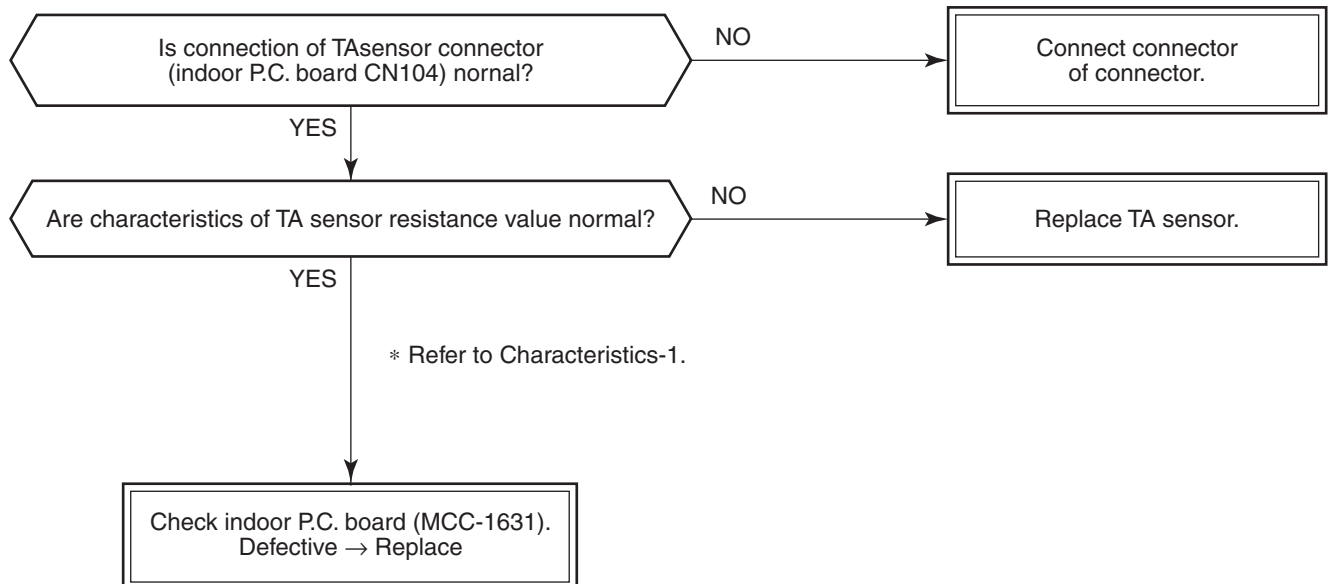 Is connection of TAsensor connector
(indoor P.C. board CN104) nornal?
NO
Connect connector
of connector.
YES
Are characteristics of TA sensor resistance value normal?
NO
Replace TA sensor.
YES
* Refer to Characteristics-1.
Check indoor P.C. board (MCC-1631).
Defective → Replace